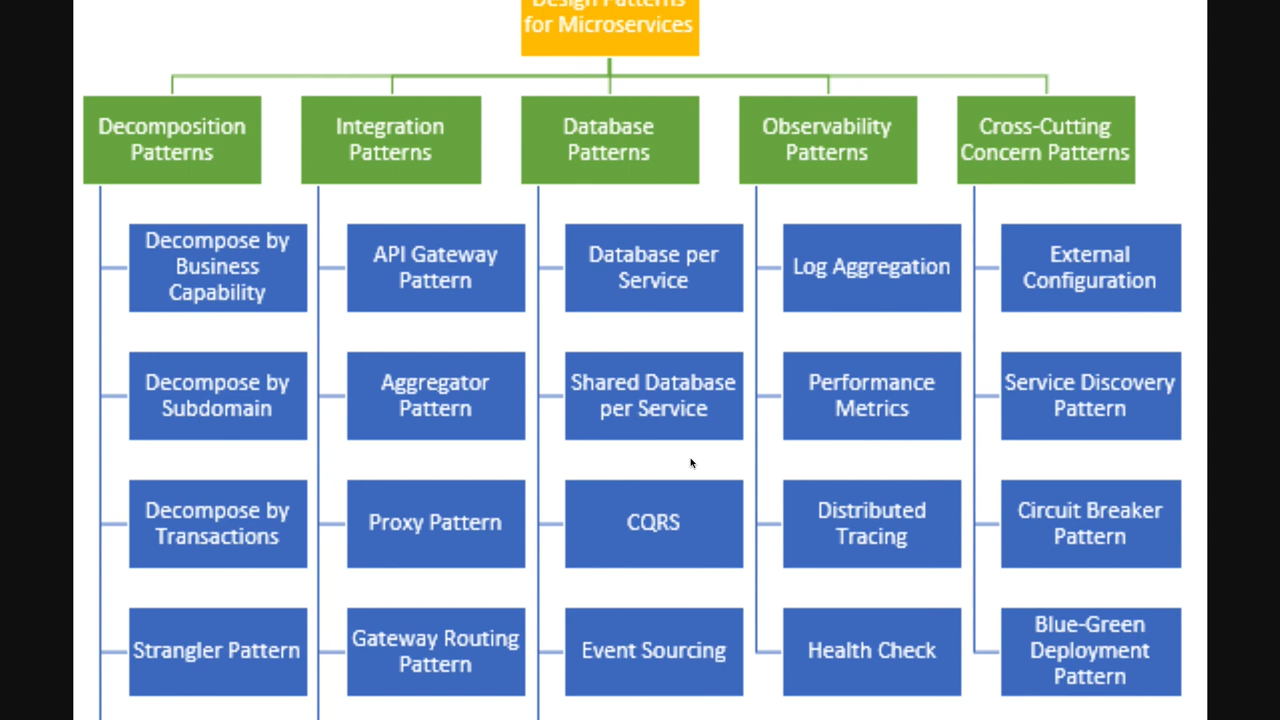 Design Patterns
for Microservices
Decomposition
Patterns
Integration
Patterns
Database
Patterns
Observability
Patterns
Cross-Cutting
Concern Patterns
Decompose by
Business
Capability
API Gateway
Pattern
Database per
Service
Log Aggregation
External
Configuration
Decompose by
Subdomain
Aggregator
Pattern
Shared Database
per Service
Performance
Metrics
Service Discovery
Pattern
Decompose by
Transactions
Proxy Pattern
CQRS
Distributed
Tracing
Circuit Breaker
Pattern
Strangler Pattern
Gateway Routing
Pattern
Event Sourcing
Health Check
Blue-Green
Deployment
Pattern